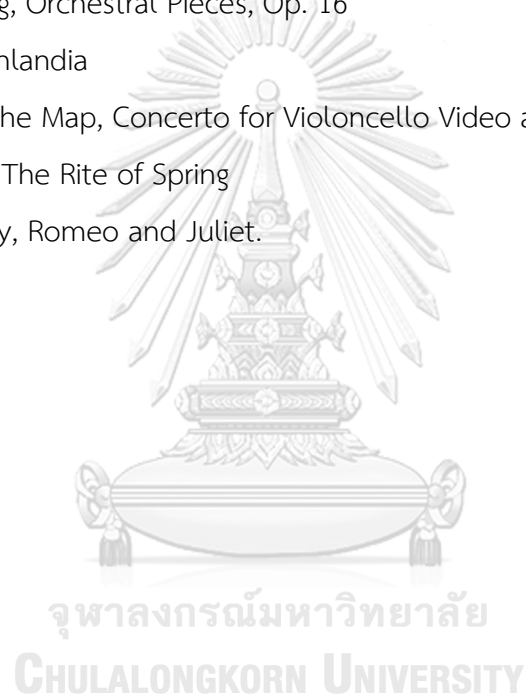 g, Orchestral Pieces, Op. 16
nlandia
he Map, Concerto for Violoncello Video a
The Rite of Spring
y, Romeo and Juliet.
จุฬาลงกรณ์มหาวิทยาลัย
CHULALONGKORN UNIVERSITY